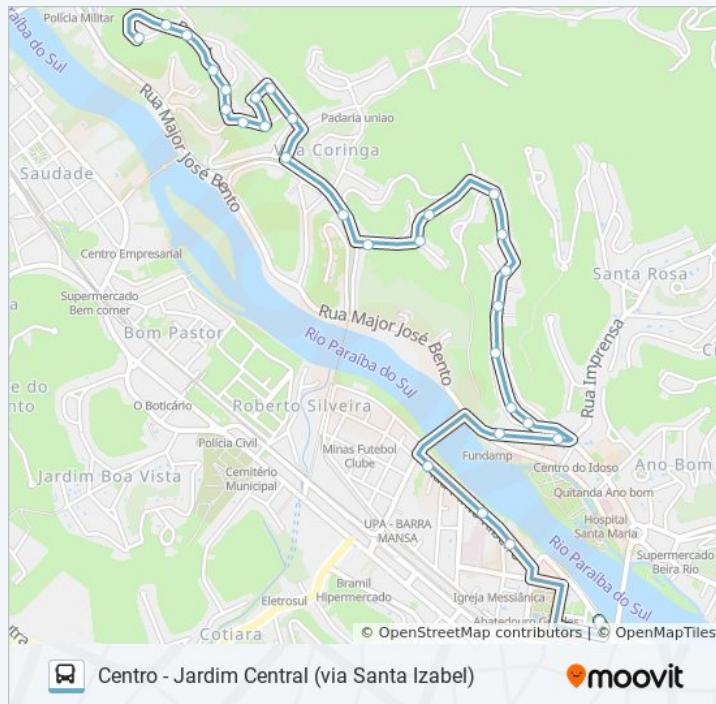 Polícia Militar
Paraíba do Sul
Rua Major José Bento
Padaria uniao
Vila Coringa
Saudade
Centro Empresarial
Supermercado
Bem comer
Santa Rosa
Rua Major José Bento
Rio Paraíba do Sul
Bom Pastor
Rua Imprensa
O Boticário
Roberto Silveira
Polícia Civil
Minas Futebol
Clube
Fundamp
Centro do Idoso
Ano Bom
Jardim Boa Vista
Cemitério
Municipal
Quitanda Ano bom
Hospital
Santa Maria
UPA - BARRA
MANSA
Rio Paraíba do Sul
Supermercado
Beira Rio
Bramil
Hipermercado
Eletrosul
Igreja Messiânica
Cotiara
© OpenStreetMap contributors | © OpenMapTiles
Centro - Jardim Central (via Santa Izabel)
moovit